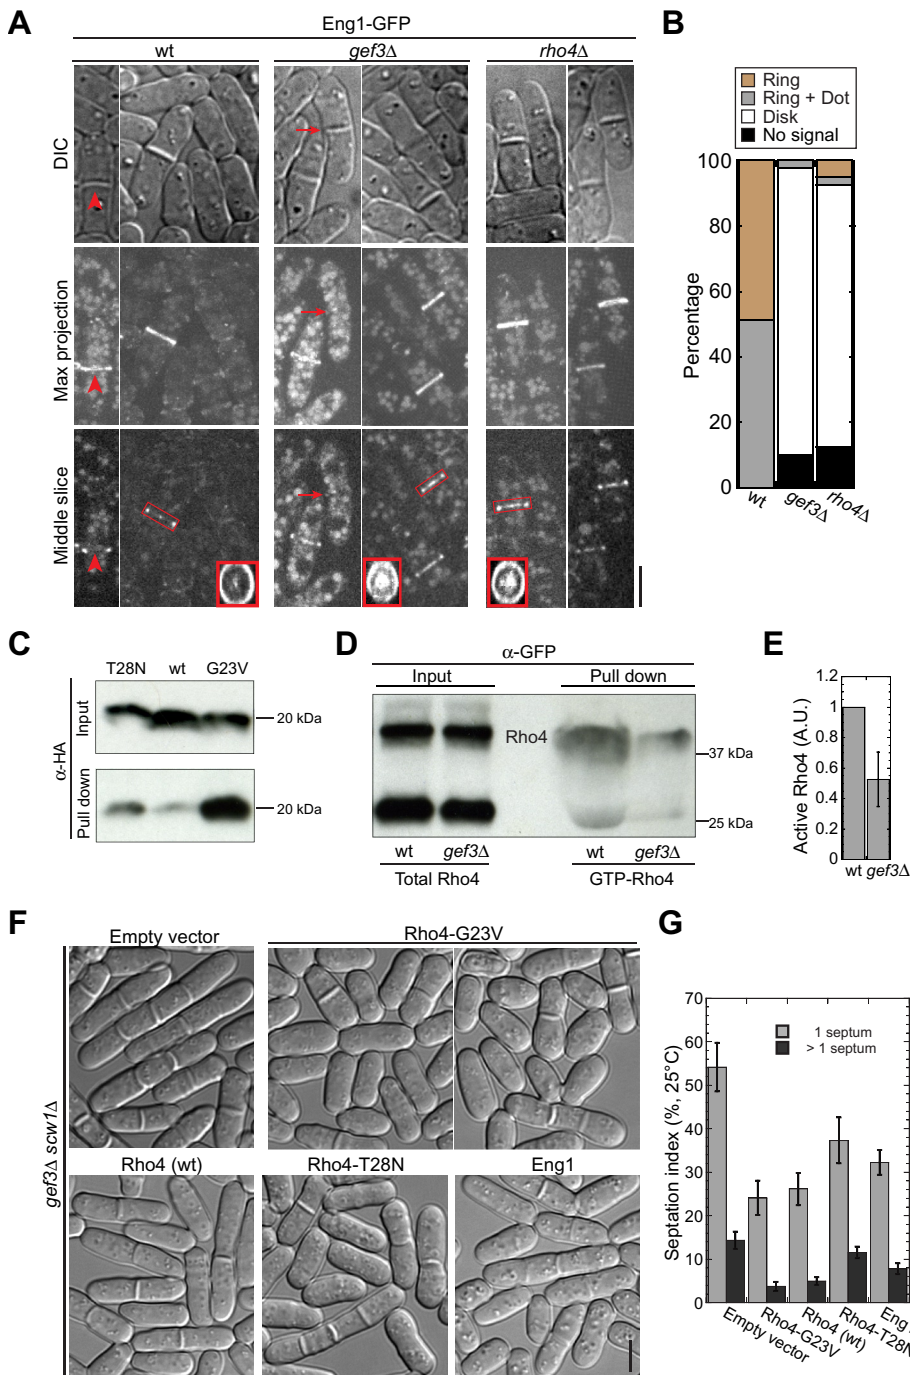 A
Eng1-GFP
wt
gef3Δ
rho4Δ
DIC
Max projection
Middle slice
B
Ring
Ring + Dot
Disk
No signal
100
80
60
40
20
0
Percentage
wt
gef3Δ
rho4Δ
C
T28N wt G23V
α-HA
Input
20 kDa
Pull down
20 kDa
D
α-GFP
Input Pull down
Rho4
37 kDa
25 kDa
wt gef3Δ wt gef3Δ
Total Rho4 GTP-Rho4
E
1.2
1
0.8
0.6
0.4
0.2
0
Active Rho4 (A.U.)
wt gef3Δ
F
Empty vector Rho4-G23V
gef3Δ scw1Δ
Rho4 (wt) Rho4-T28N Eng1
G
70
60
50
40
30
20
10
0
Septation index (%, 25°C)
1 septum
> 1 septum
Empty vector
Rho4-G23V
Rho4 (wt)
Rho4-T28N
Eng